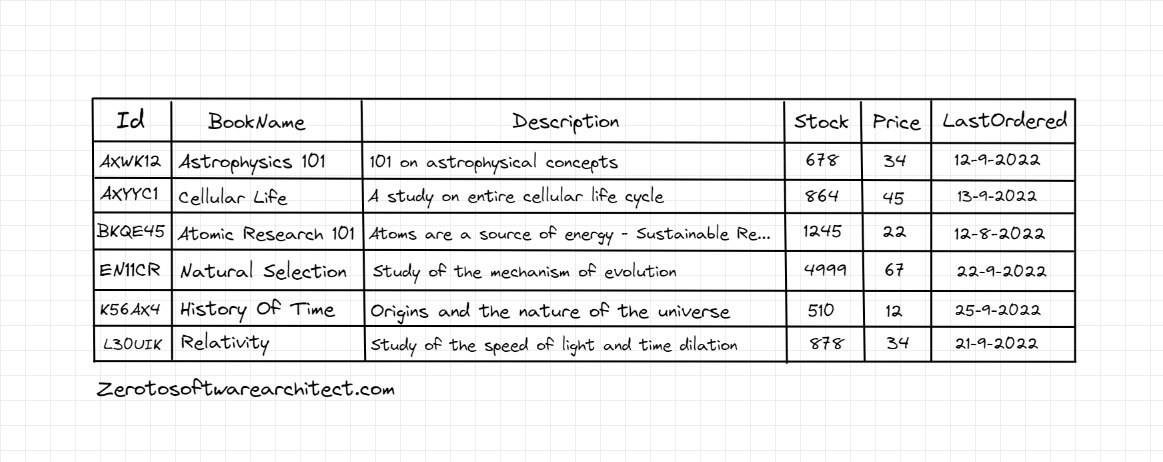 Id BookName Description Stock Price LastOrdered
AXWK12 Astrophysics 101 101 on astrophysical concepts 678 34 12-9-2022
AXYYC1 Cellular Life A study on entire cellular life cycle 864 45 13-9-2022
BKQE45 Atomic Research 101 Atoms are a source of energy - Sustainable Re... 1245 22 12-8-2022
EN11CR Natural Selection Study of the mechanism of evolution 4999 67 22-9-2022
K56AX4 History Of Time Origins and the nature of the universe 510 12 25-9-2022
L30UIK Relativity Study of the speed of light and time dilation 878 34 21-9-2022
Zerotosoftwarearchitect.com